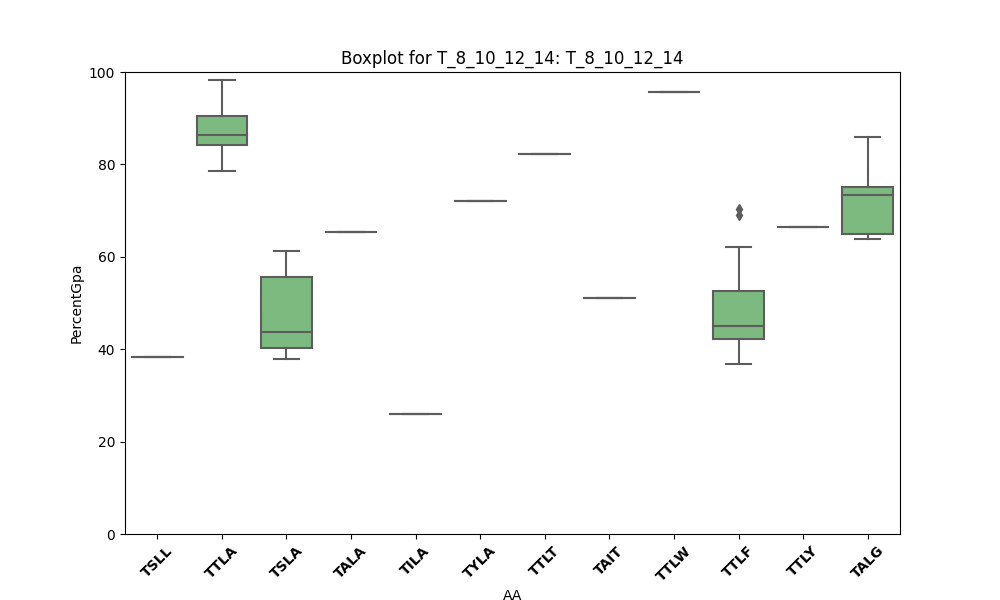 Boxplot for T_8_10_12_14: T_8_10_12_14
100
80
60
40
20
0
PercentGpa
TSLL
TTLA
TSLA
TALA
TILA
TYLA
TTLT
TAIT
TTLW
TTLF
TTLY
TALG
AA